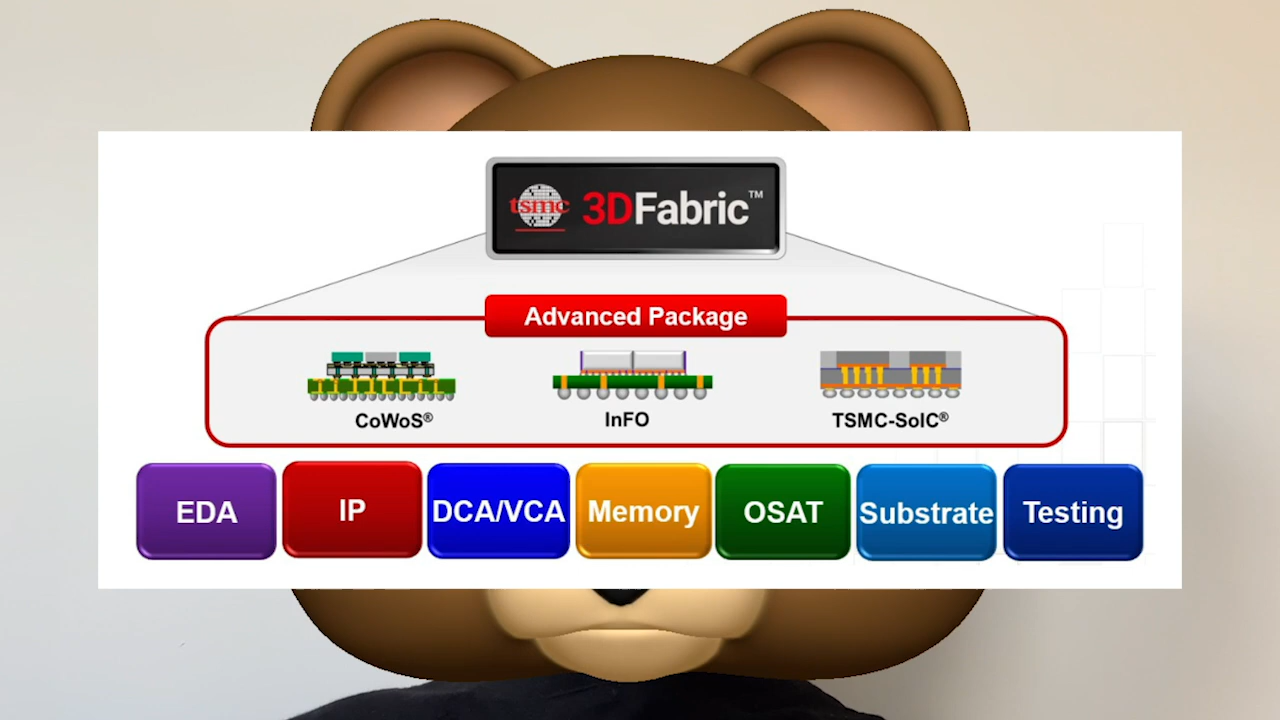 tsmc 3DFabric™
Advanced Package
CoWoS® InFO TSMC-SoIC®
EDA IP DCA/VCA Memory OSAT Substrate Testing